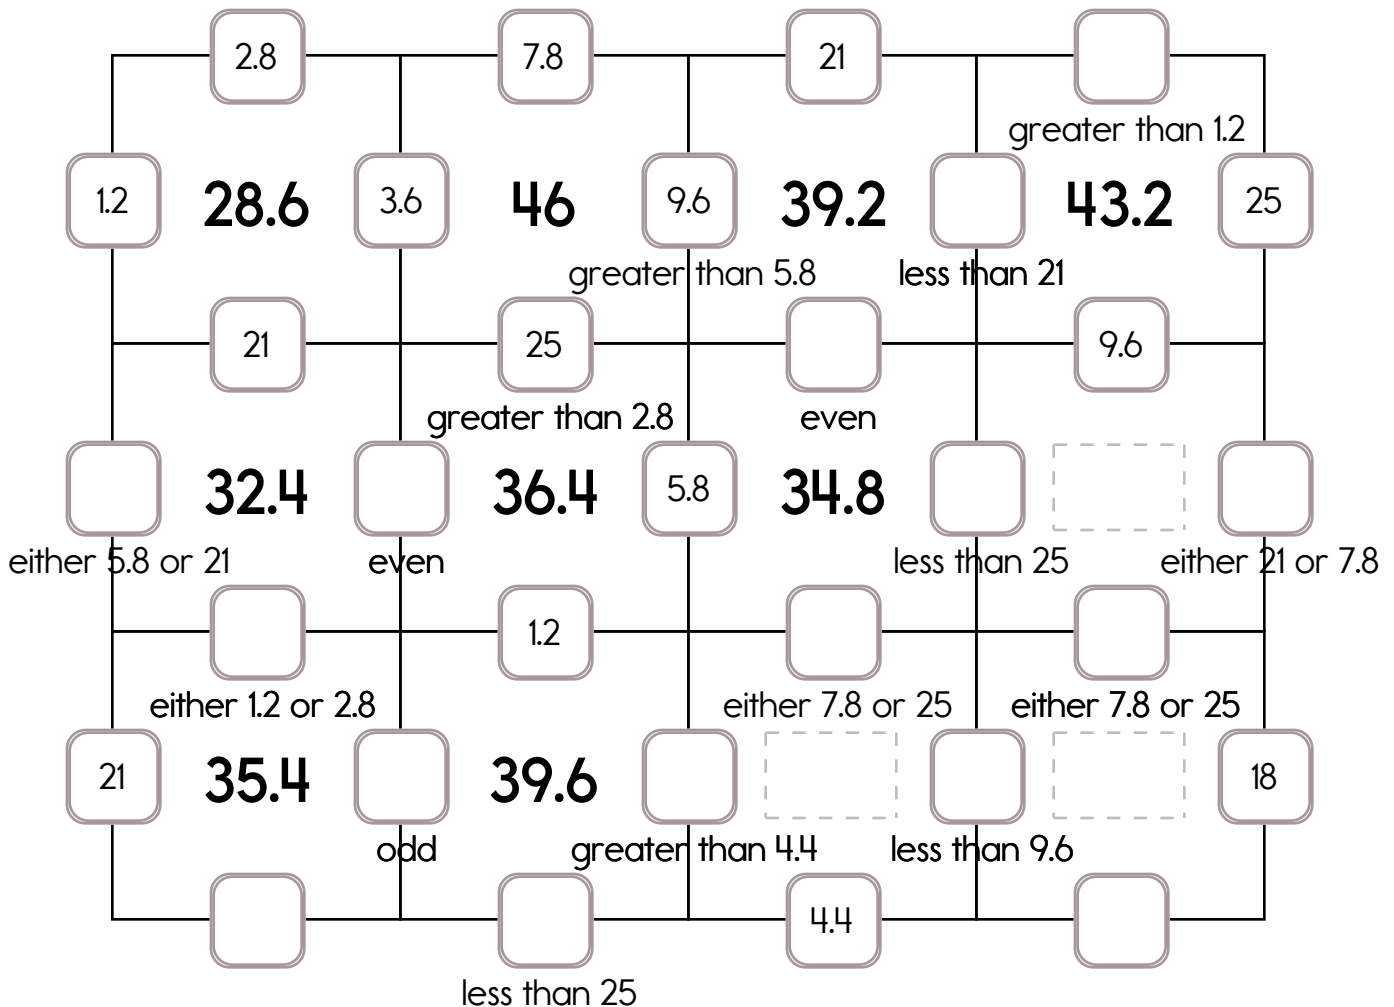 2.8 7.8 21
greater than 1.2
1.2 28.6 3.6 46 9.6 39.2 43.2 25
greater than 5.8 less than 21
21 25 9.6
greater than 2.8 even
32.4 36.4 5.8 34.8
either 5.8 or 21 even less than 25 either 21 or 7.8
1.2
either 1.2 or 2.8 either 7.8 or 25 either 7.8 or 25
21 35.4 39.6 18
odd greater than 4.4 less than 9.6
4.4
less than 25